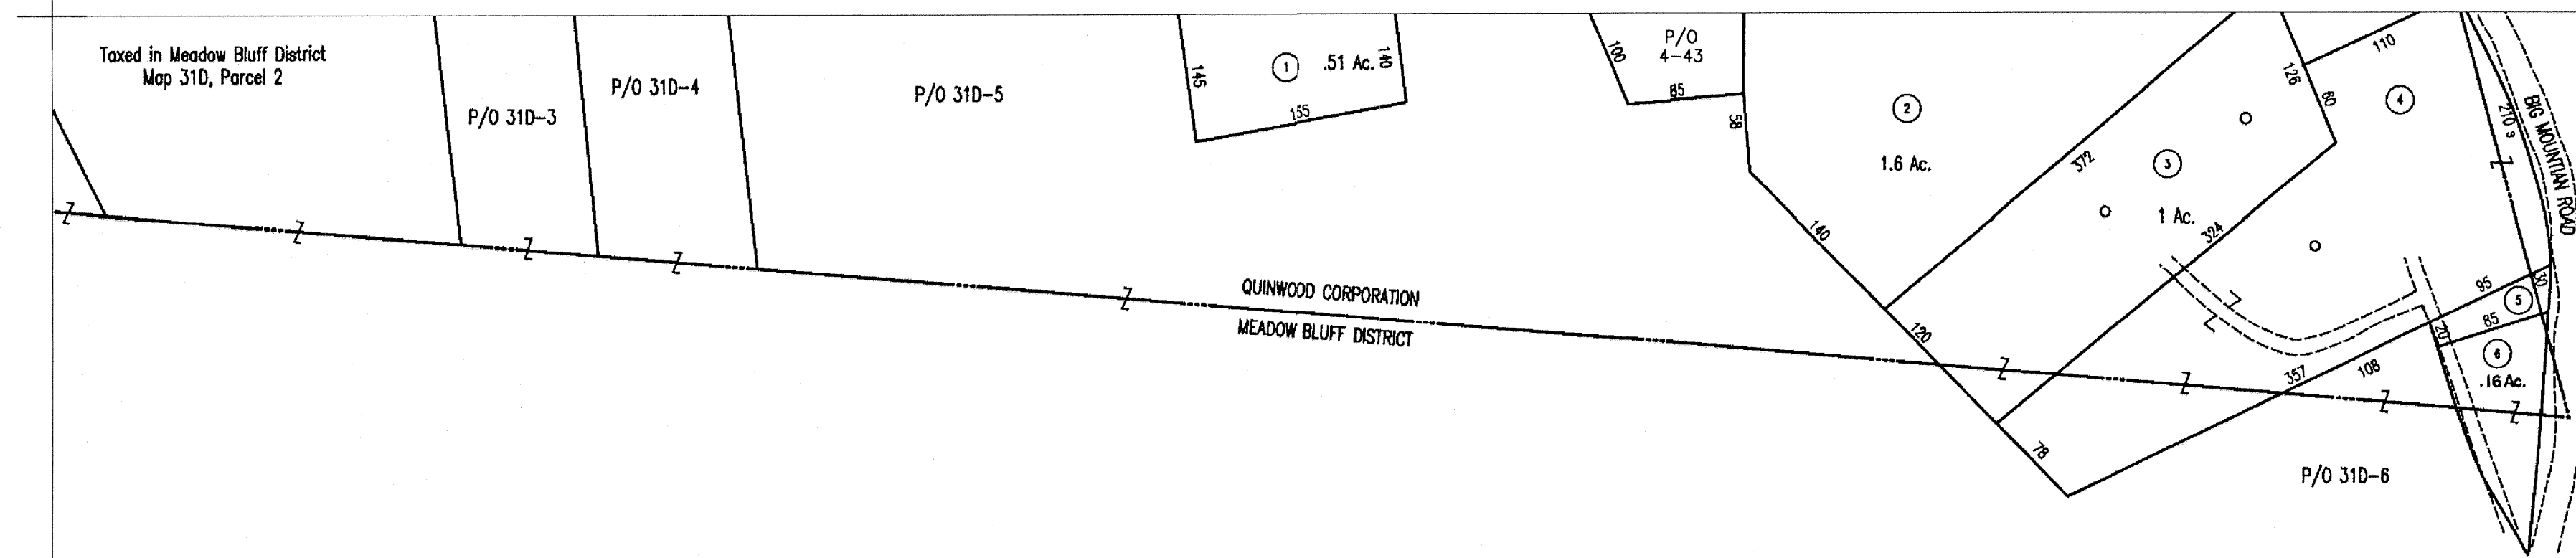 Taxed in Meadow Bluff District
Map 31D, Parcel 2
P/O 31D-3
P/O 31D-4
P/O 31D-5
145
1
.51 Ac.
140
155
100
P/O
4-43
85
58
2
1.6 Ac.
140
372
3
1 Ac.
324
120
78
126
60
110
4
210 s
BIG MOUNTIAN ROAD
95
30
5
85
20
6
.16 Ac.
357
108
QUINWOOD CORPORATION
MEADOW BLUFF DISTRICT
P/O 31D-6